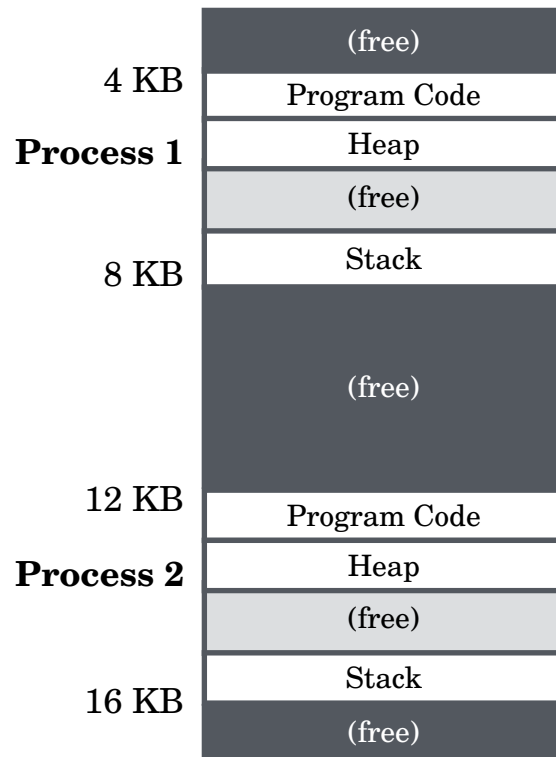 (free)
4 KB
Program Code
Process 1
Heap
(free)
Stack
8 KB
(free)
12 KB
Program Code
Process 2
Heap
(free)
Stack
16 KB
(free)